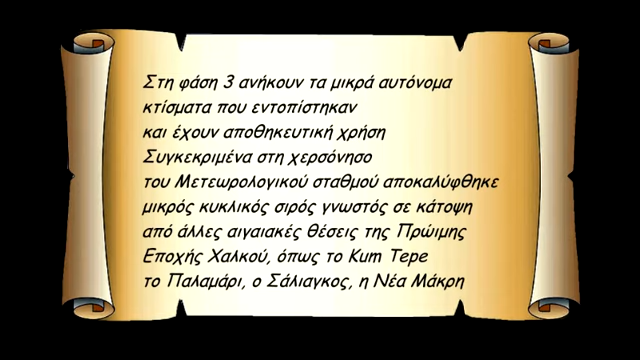 Στη φάση 3 ανήκουν τα μικρά αυτόνομα
κτίσματα που εντοπίστηκαν
και έχουν αποθηκευτική χρήση
Συγκεκριμένα στη χερσόνησο
του Μετεωρολογικού σταθμού αποκαλύφθηκε
μικρός κυκλικός σιρός γνωστός σε κάτοψη
από άλλες αιγαιακές θέσεις της Πρώιμης
Εποχής Χαλκού, όπως το Kum Tepe
το Παλαμάρι, ο Σάλιαγκος, η Νέα Μάκρη